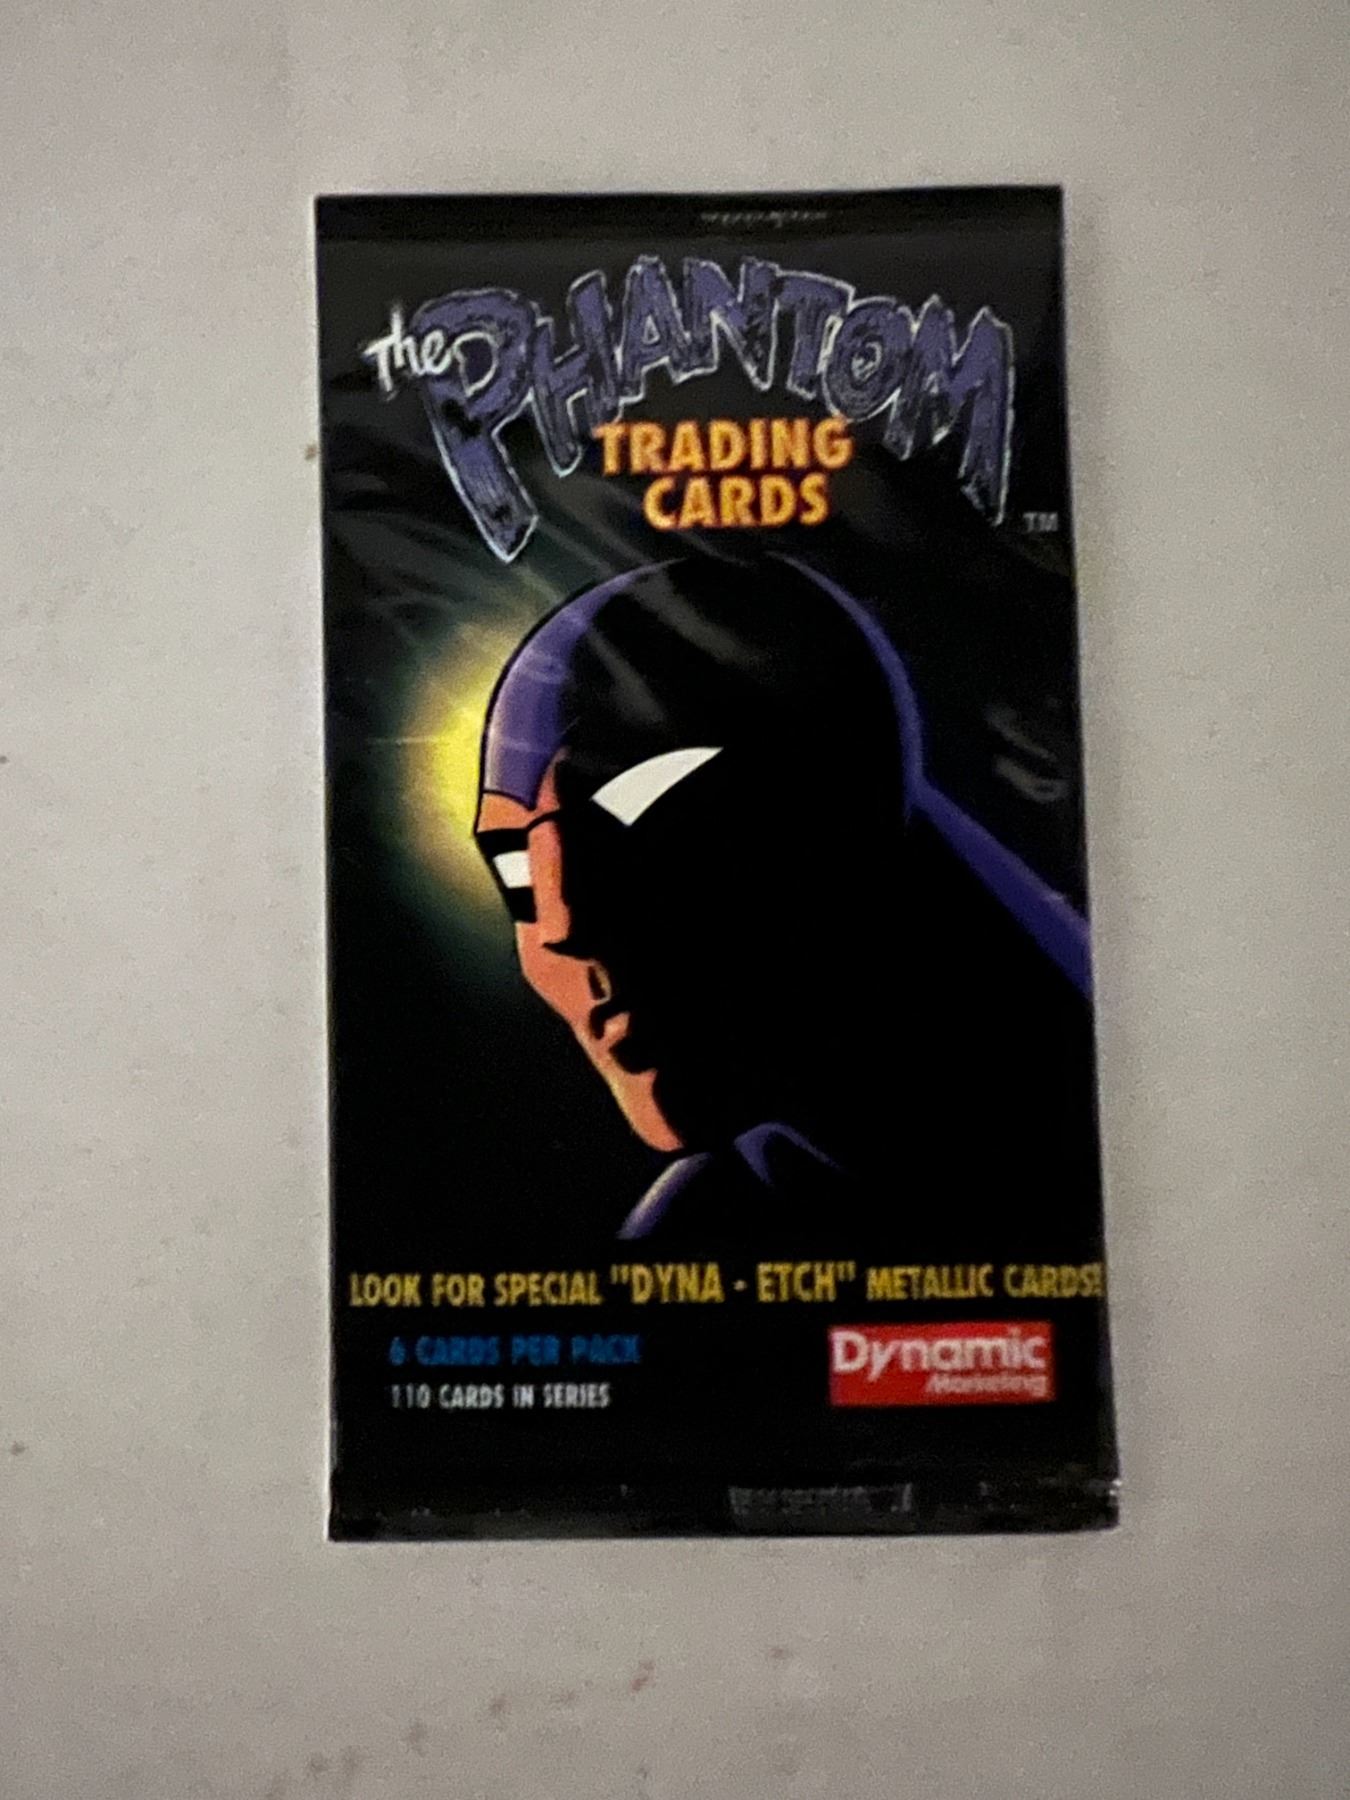 The PHANTOM
TRADING
CARDS
TM
LOOK FOR SPECIAL "DYNA - ETCH" METALLIC CARDS!
6 CARDS PER PACK
110 CARDS IN SERIES
Dynamic
Marketing